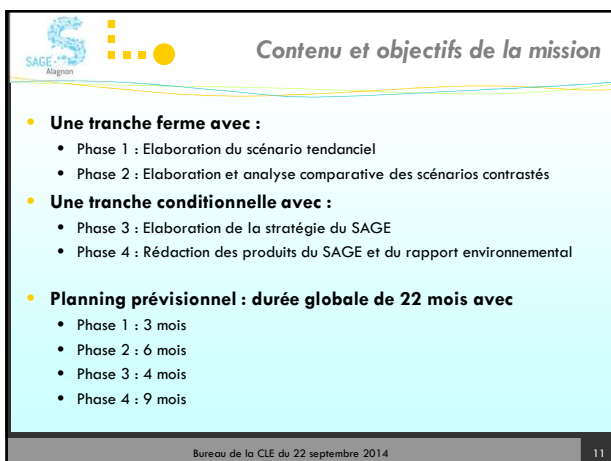 SAGE
Alagnon
Contenu et objectifs de la mission
• Une tranche ferme avec :
• Phase 1 : Elaboration du scénario tendanciel
• Phase 2 : Elaboration et analyse comparative des scénarios contrastés
• Une tranche conditionnelle avec :
• Phase 3 : Elaboration de la stratégie du SAGE
• Phase 4 : Rédaction des produits du SAGE et du rapport environnemental
• Planning prévisionnel : durée globale de 22 mois avec
• Phase 1 : 3 mois
• Phase 2 : 6 mois
• Phase 3 : 4 mois
• Phase 4 : 9 mois
Bureau de la CLE du 22 septembre 2014
11